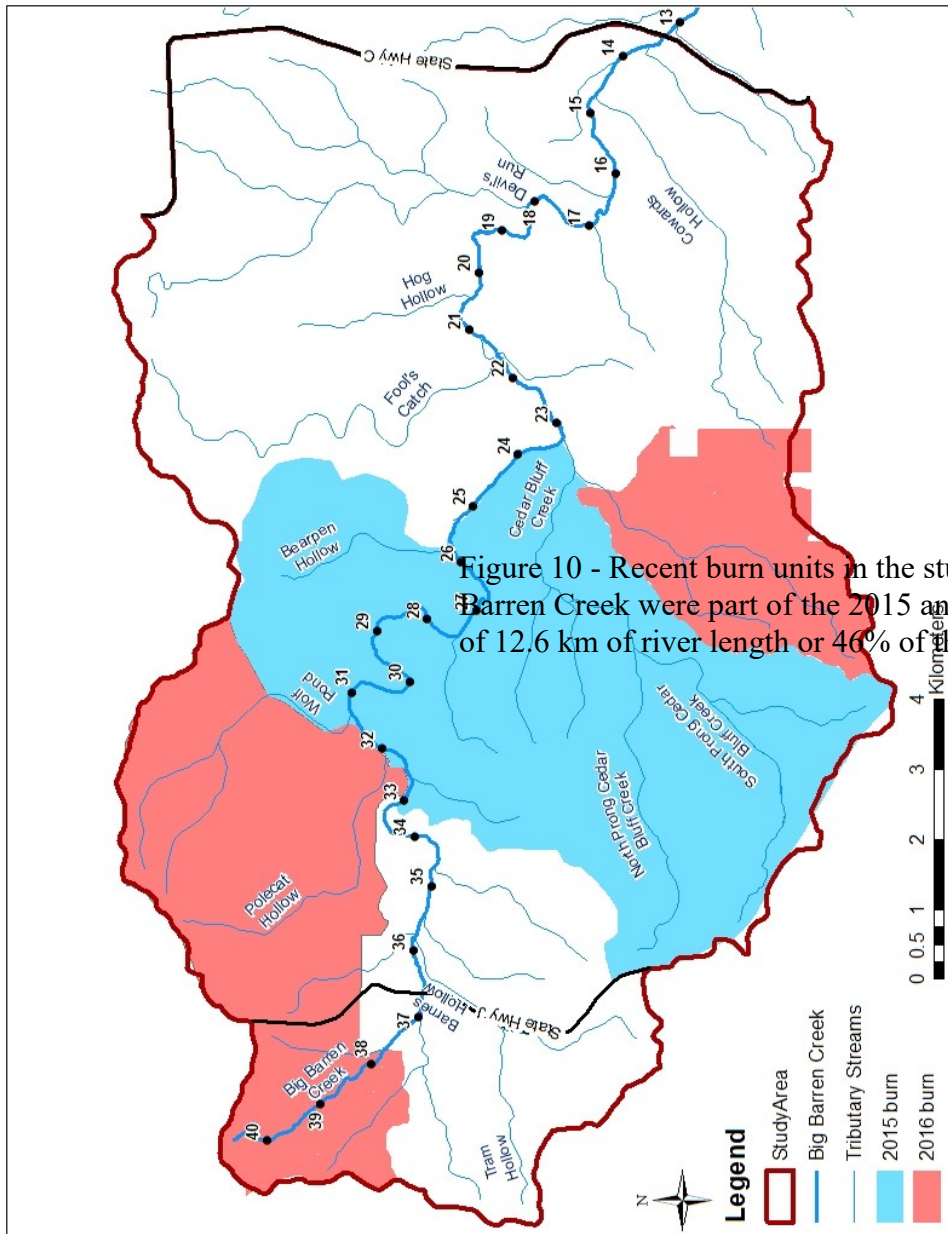 13
State Hwy C
14
15
16
17
18
19
20
21
22
23
24
25
26
27
28
29
30
31
32
33
34
35
36
37
38
39
40
Devil's
Run
Cowards
Hollow
Hog
Hollow
Fool's
Catch
Cedar Bluff
Creek
Bearpen
Hollow
Wolf
Pond
Polecat
Hollow
North Prong Cedar
Bluff Creek
South Prong Cedar
Bluff Creek
Barnes
Hollow
State Hwy J
Big Barren
Creek
Tram
Hollow
Figure 10 - Recent burn units in the stu
Barren Creek were part of the 2015 an
of 12.6 km of river length or 46% of
N
Legend
Study Area
Big Barren Creek
Tributary Streams
2015 burn
2016 burn
0 0.5 1 2 3 4
Kilometers